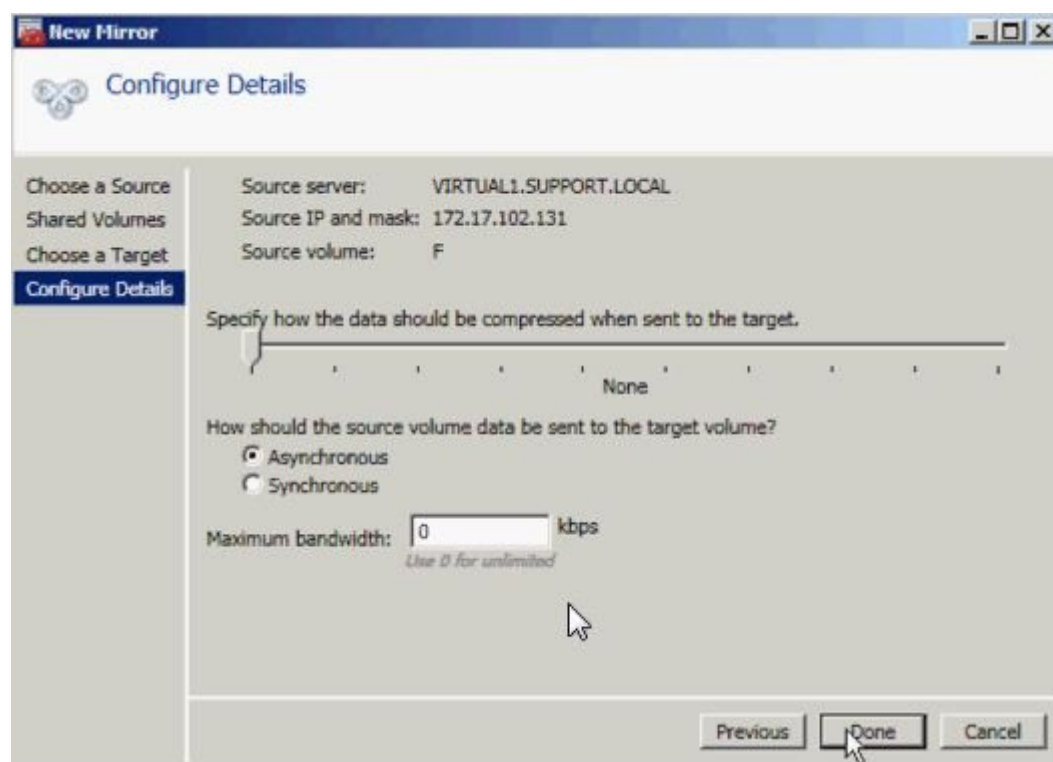 New Mirror
Configure Details
Choose a Source
Shared Volumes
Choose a Target
Configure Details
Source server: VIRTUAL1.SUPPORT.LOCAL
Source IP and mask: 172.17.102.131
Source volume: F
Specify how the data should be compressed when sent to the target.
None
How should the source volume data be sent to the target volume?
Asynchronous
Synchronous
Maximum bandwidth: 0 kbps
Use 0 for unlimited
Previous Done Cancel